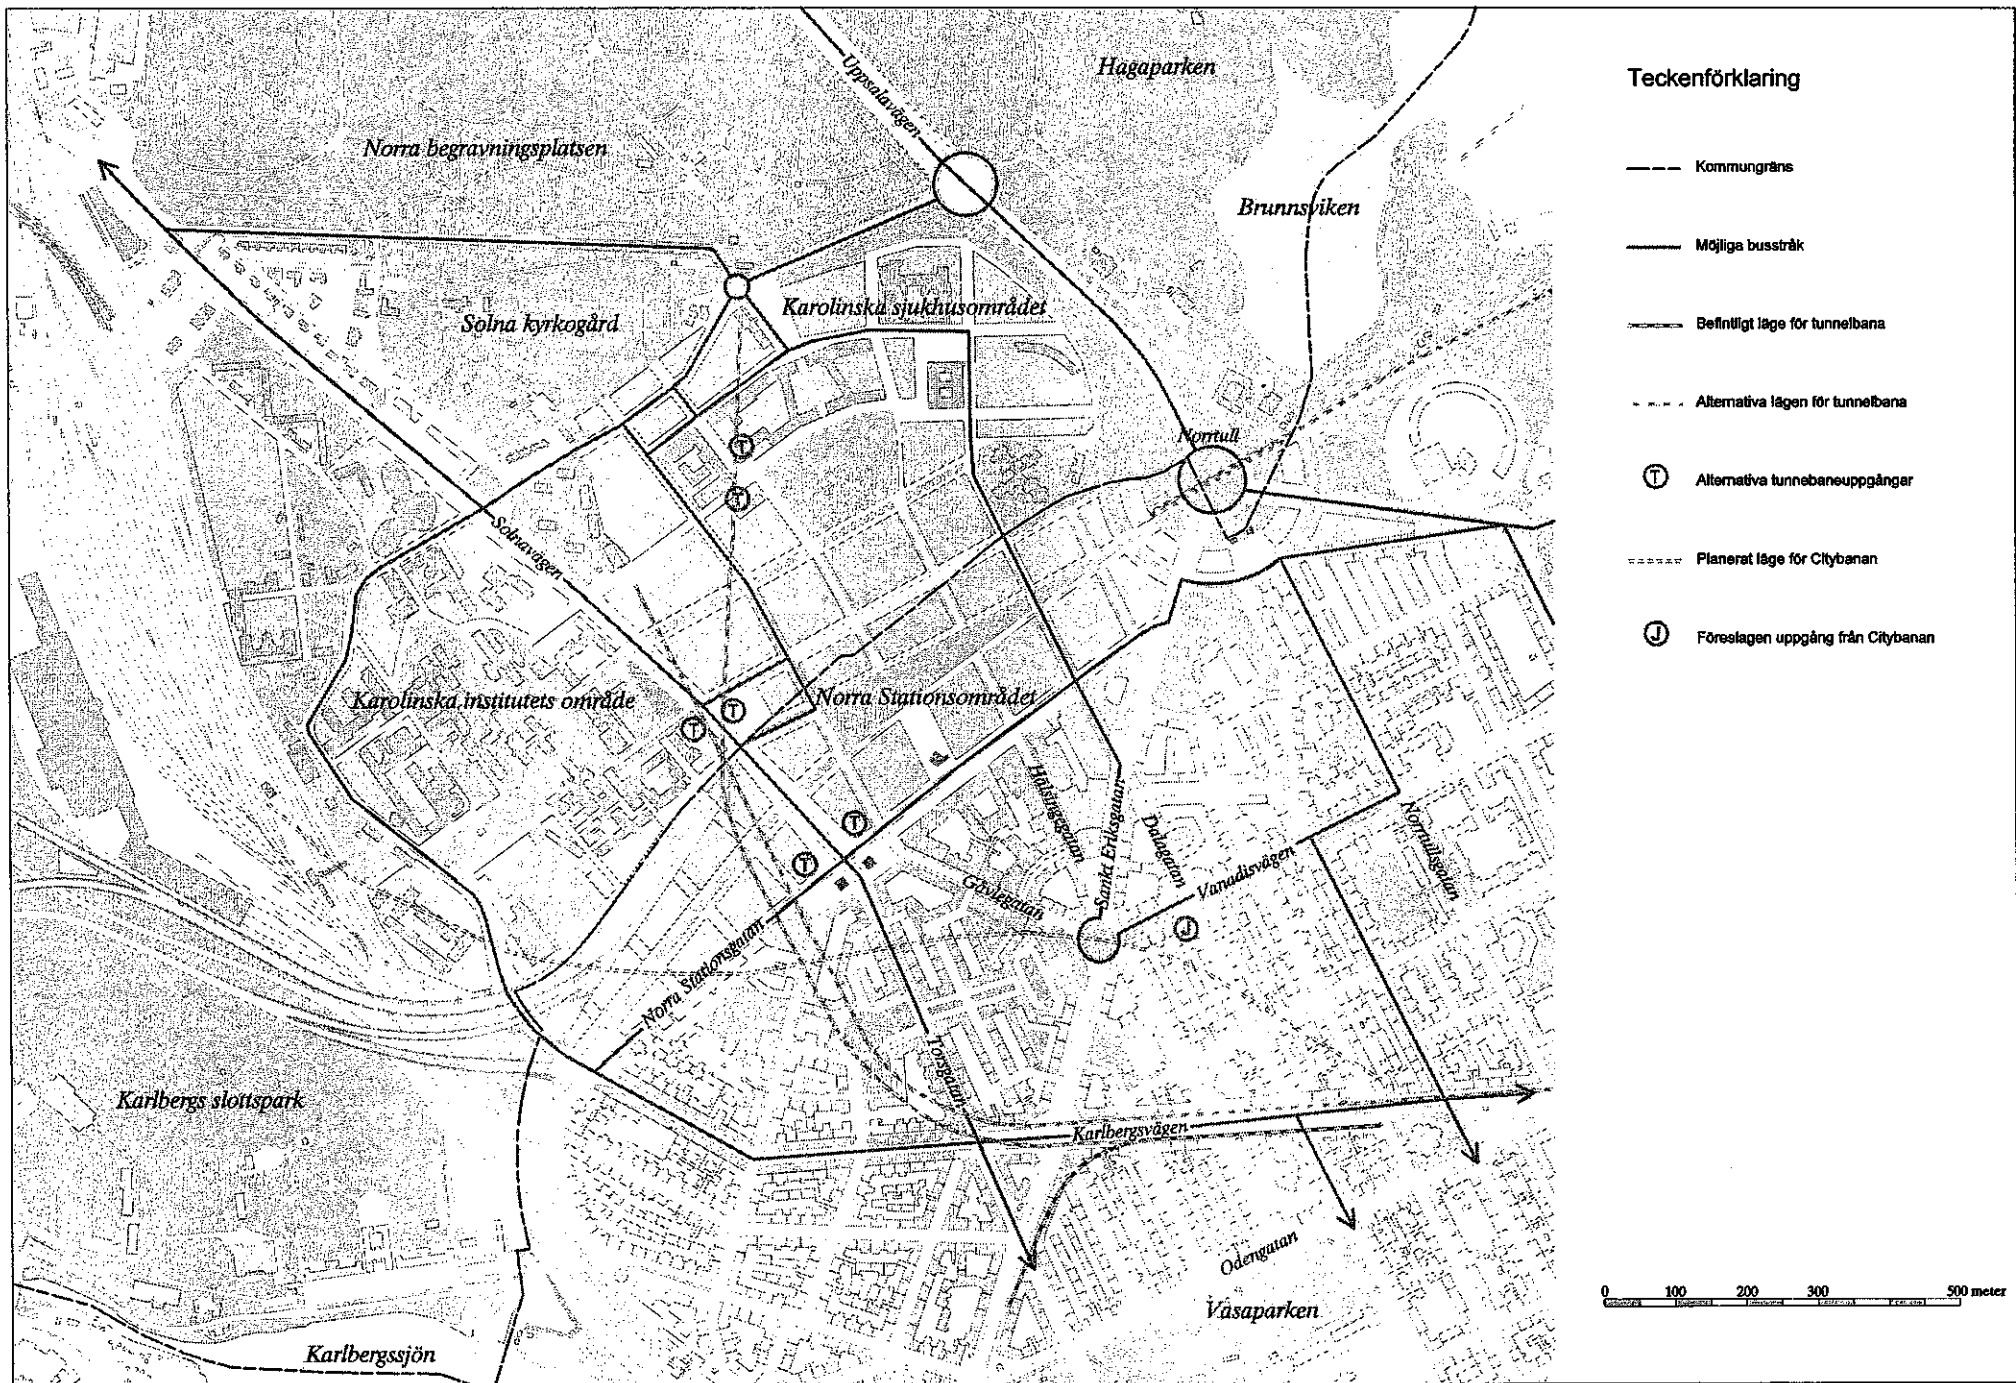 Uppsalavägen
Hagaparken
Norra begravningsplatsen
Brunnsviken
Karolinska sjukhusområdet
Solna kyrkogård
Norrtull
Solnavägen
Karolinska institutets område
Norra Stationsområdet
T
T
T
T
T
T
Hälsingegatan
Sankt Eriksgatan
Dalagatan
Norrtullsgatan
Vanadisvägen
Gävlegatan
J
Norra Stationsgatan
Torsgatan
Karlbergs slottspark
Karlbergsvägen
Odengatan
Vasaparken
Karlbergssjön
Teckenförklaring
Kommungräns
Möjliga busstråk
Befintligt läge för tunnelbana
Alternativa lägen för tunnelbana
T Alternativa tunnebaneuppgångar
Planerat läge för Citybanan
J Föreslagen uppgång från Citybanan
0 100 200 300 500 meter